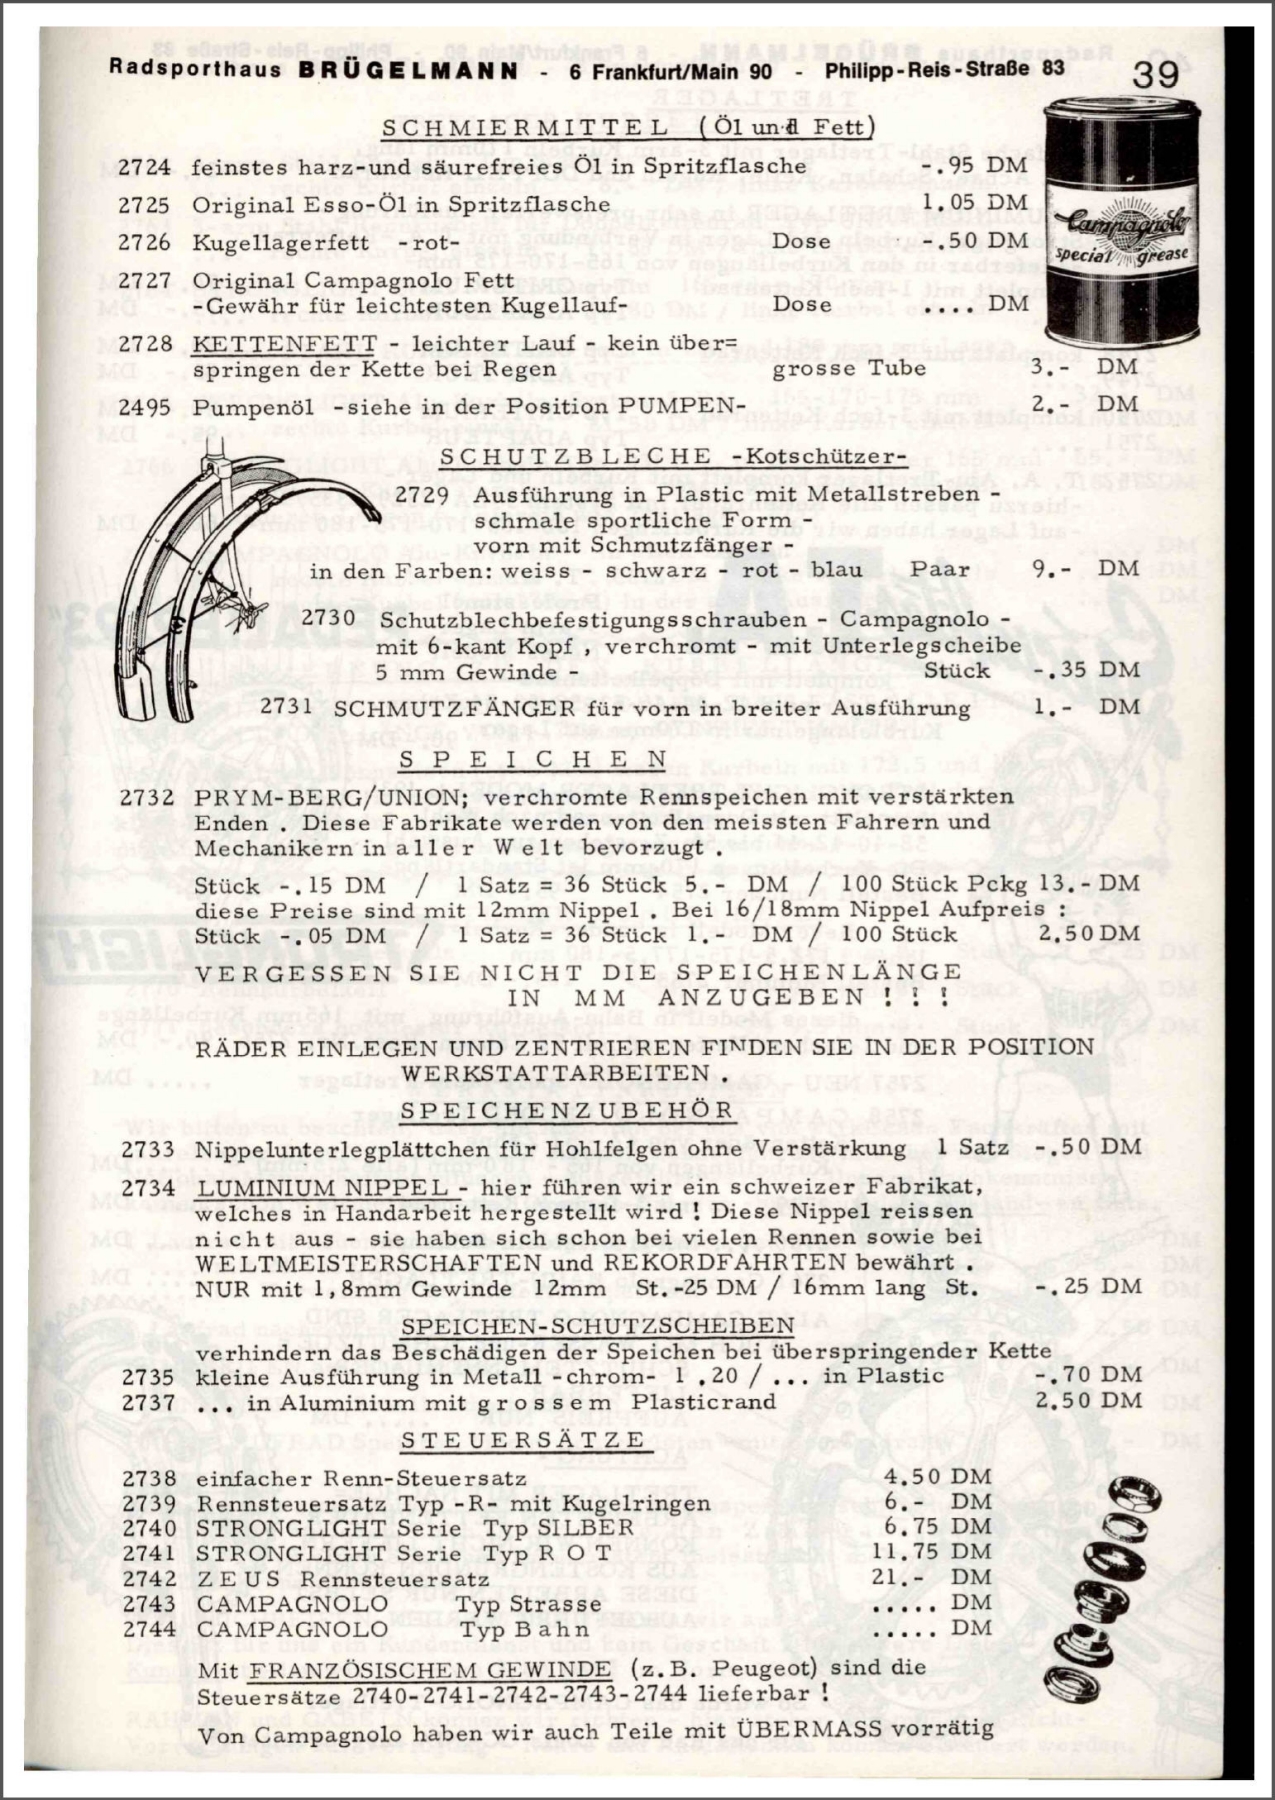 Radsporthaus BRÜGELMANN - 6 Frankfurt/Main 90 - Philipp-Reis-Straße 83 39
SCHMIERMITTEL (Öl und Fett)
2724 feinstes harz-und säurefreies Öl in Spritzflasche -.95 DM
2725 Original Esso-Öl in Spritzflasche 1.05 DM
2726 Kugellagerfett -rot- Dose -.50 DM
2727 Original Campagnolo Fett
-Gewähr für leichtesten Kugellauf- Dose .... DM
Campagnolo
special grease
2728 KETTENFETT - leichter Lauf - kein über=
springen der Kette bei Regen grosse Tube 3.- DM
2495 Pumpenöl -siehe in der Position PUMPEN- 2.- DM
SCHUTZBLECHE -Kotschützer-
2729 Ausführung in Plastic mit Metallstreben -
schmale sportliche Form -
vorn mit Schmutzfänger -
in den Farben: weiss - schwarz - rot - blau Paar 9.- DM
2730 Schutzblechbefestigungsschrauben - Campagnolo -
mit 6-kant Kopf , verchromt - mit Unterlegscheibe
5 mm Gewinde - Stück -.35 DM
2731 SCHMUTZFÄNGER für vorn in breiter Ausführung 1.- DM
S P E I C H E N
2732 PRYM-BERG/UNION; verchromte Rennspeichen mit verstärkten
Enden . Diese Fabrikate werden von den meissten Fahrern und
Mechanikern in aller Welt bevorzugt .
Stück -.15 DM / 1 Satz = 36 Stück 5.- DM / 100 Stück Pckg 13.- DM
diese Preise sind mit 12mm Nippel . Bei 16/18mm Nippel Aufpreis :
Stück -.05 DM / 1 Satz = 36 Stück 1.- DM / 100 Stück 2.50 DM
VERGESSEN SIE NICHT DIE SPEICHENLÄNGE
IN MM ANZUGEBEN ! ! !
RÄDER EINLEGEN UND ZENTRIEREN FINDEN SIE IN DER POSITION
WERKSTATTARBEITEN .
SPEICHENZUBEHÖR
2733 Nippelunterlegplättchen für Hohlfelgen ohne Verstärkung 1 Satz -.50 DM
2734 LUMINIUM NIPPEL - hier führen wir ein schweizer Fabrikat,
welches in Handarbeit hergestellt wird ! Diese Nippel reissen
nicht aus - sie haben sich schon bei vielen Rennen sowie bei
WELTMEISTERSCHAFTEN und REKORDFAHRTEN bewährt .
NUR mit 1,8mm Gewinde 12mm St.-25 DM / 16mm lang St. -.25 DM
SPEICHEN-SCHUTZSCHEIBEN
verhindern das Beschädigen der Speichen bei überspringender Kette
2735 kleine Ausführung in Metall -chrom- 1 .20 / ... in Plastic -.70 DM
2737 ... in Aluminium mit grossem Plasticrand 2.50 DM
STEUERSÄTZE
2738 einfacher Renn-Steuersatz 4.50 DM
2739 Rennsteuersatz Typ -R- mit Kugelringen 6.- DM
2740 STRONGLIGHT Serie Typ SILBER 6.75 DM
2741 STRONGLIGHT Serie Typ R O T 11.75 DM
2742 ZEUS Rennsteuersatz 21.- DM
2743 CAMPAGNOLO Typ Strasse ..... DM
2744 CAMPAGNOLO Typ Bahn ..... DM
Mit FRANZÖSISCHEM GEWINDE (z.B. Peugeot) sind die
Steuersätze 2740-2741-2742-2743-2744 lieferbar !
Von Campagnolo haben wir auch Teile mit ÜBERMASS vorrätig